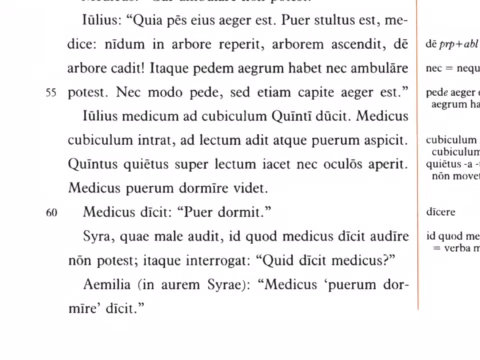 Iūlius: “Quia pēs eius aeger est. Puer stultus est, me-
dice: nīdum in arbore reperit, arborem ascendit, dē
arbore cadit! Itaque pedem aegrum habet nec ambulāre
55 potest. Nec modo pede, sed etiam capite aeger est.”
Iūlius medicum ad cubiculum Quīntī dūcit. Medicus
cubiculum intrat, ad lectum adit atque puerum aspicit.
Quīntus quiētus super lectum iacet nec oculōs aperit.
Medicus puerum dormīre videt.
60 Medicus dīcit: “Puer dormit.”
Syra, quae male audit, id quod medicus dīcit audīre
nōn potest; itaque interrogat: “Quid dīcit medicus?”
Aemilia (in aurem Syrae): “Medicus ‘puerum dor-
mīre’ dīcit.”
dē prp+abl
nec = nequ
pede aeger e
aegrum ha
cubiculum
cubiculum
quiētus -a -
nōn movet
dīcere
id quod me
= verba m